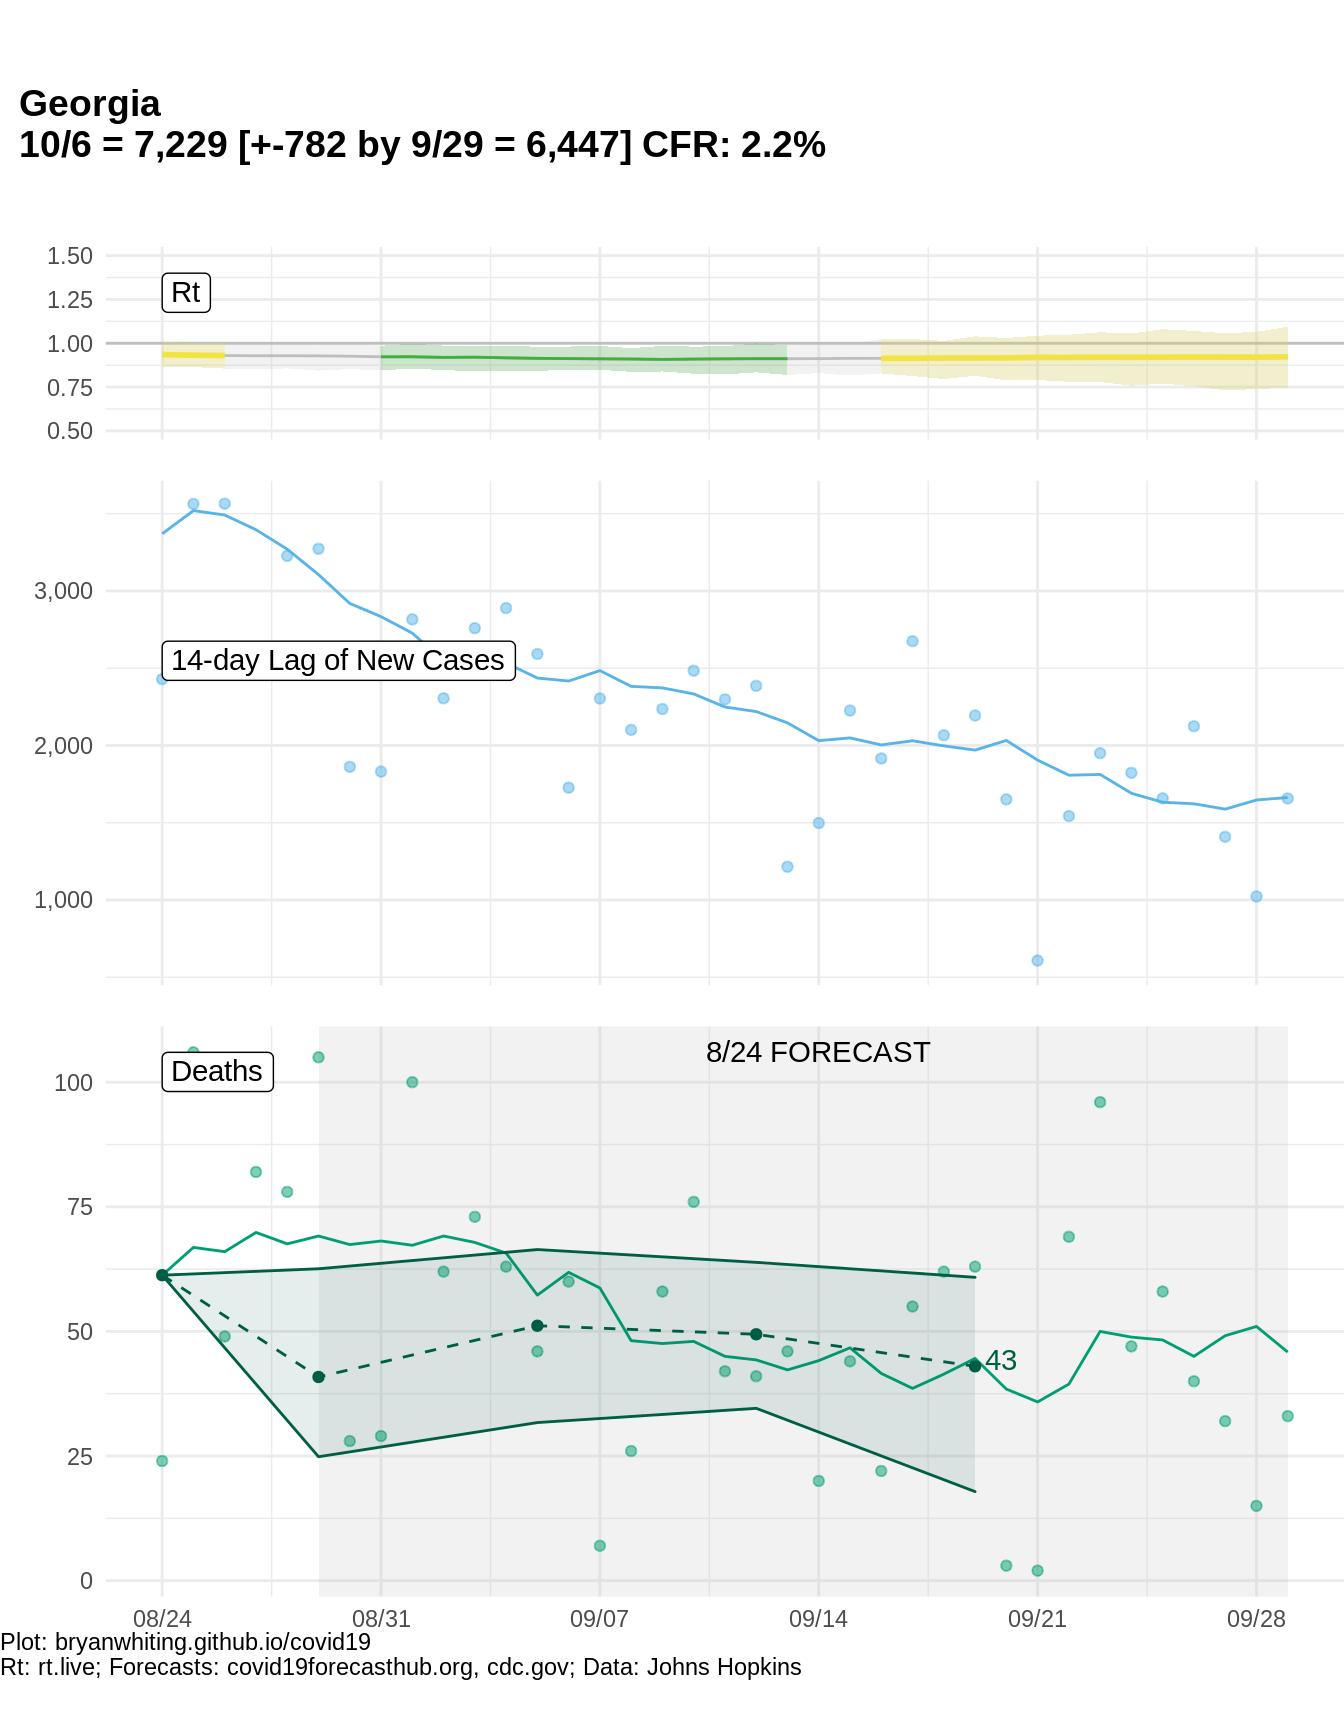 Georgia
10/6 = 7,229 [+-782 by 9/29 = 6,447] CFR: 2.2%
1.50
Rt
1.25
1.00
0.75
0.50
3,000
14-day Lag of New Cases
2,000
1,000
8/24 FORECAST
Deaths
100
75
50
43
25
0
08/24 08/31 09/07 09/14 09/21 09/28
Plot: bryanwhiting.github.io/covid19
Rt: rt.live; Forecasts: covid19forecasthub.org, cdc.gov; Data: Johns Hopkins